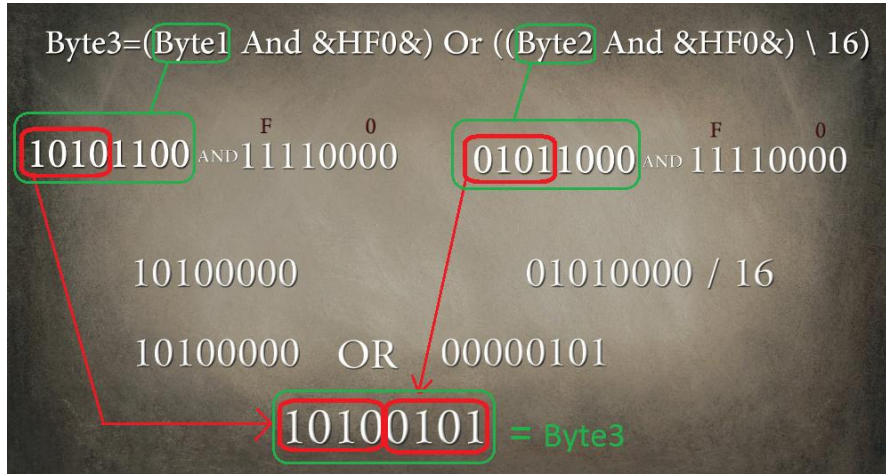 Byte3=(Byte1 And &HF0&) Or ((Byte2 And &HF0&) \ 16)
F 0 F 0
10101100 AND 11110000 01011000 AND 11110000
10100000 01010000 / 16
10100000 OR 00000101
10100101 = Byte3